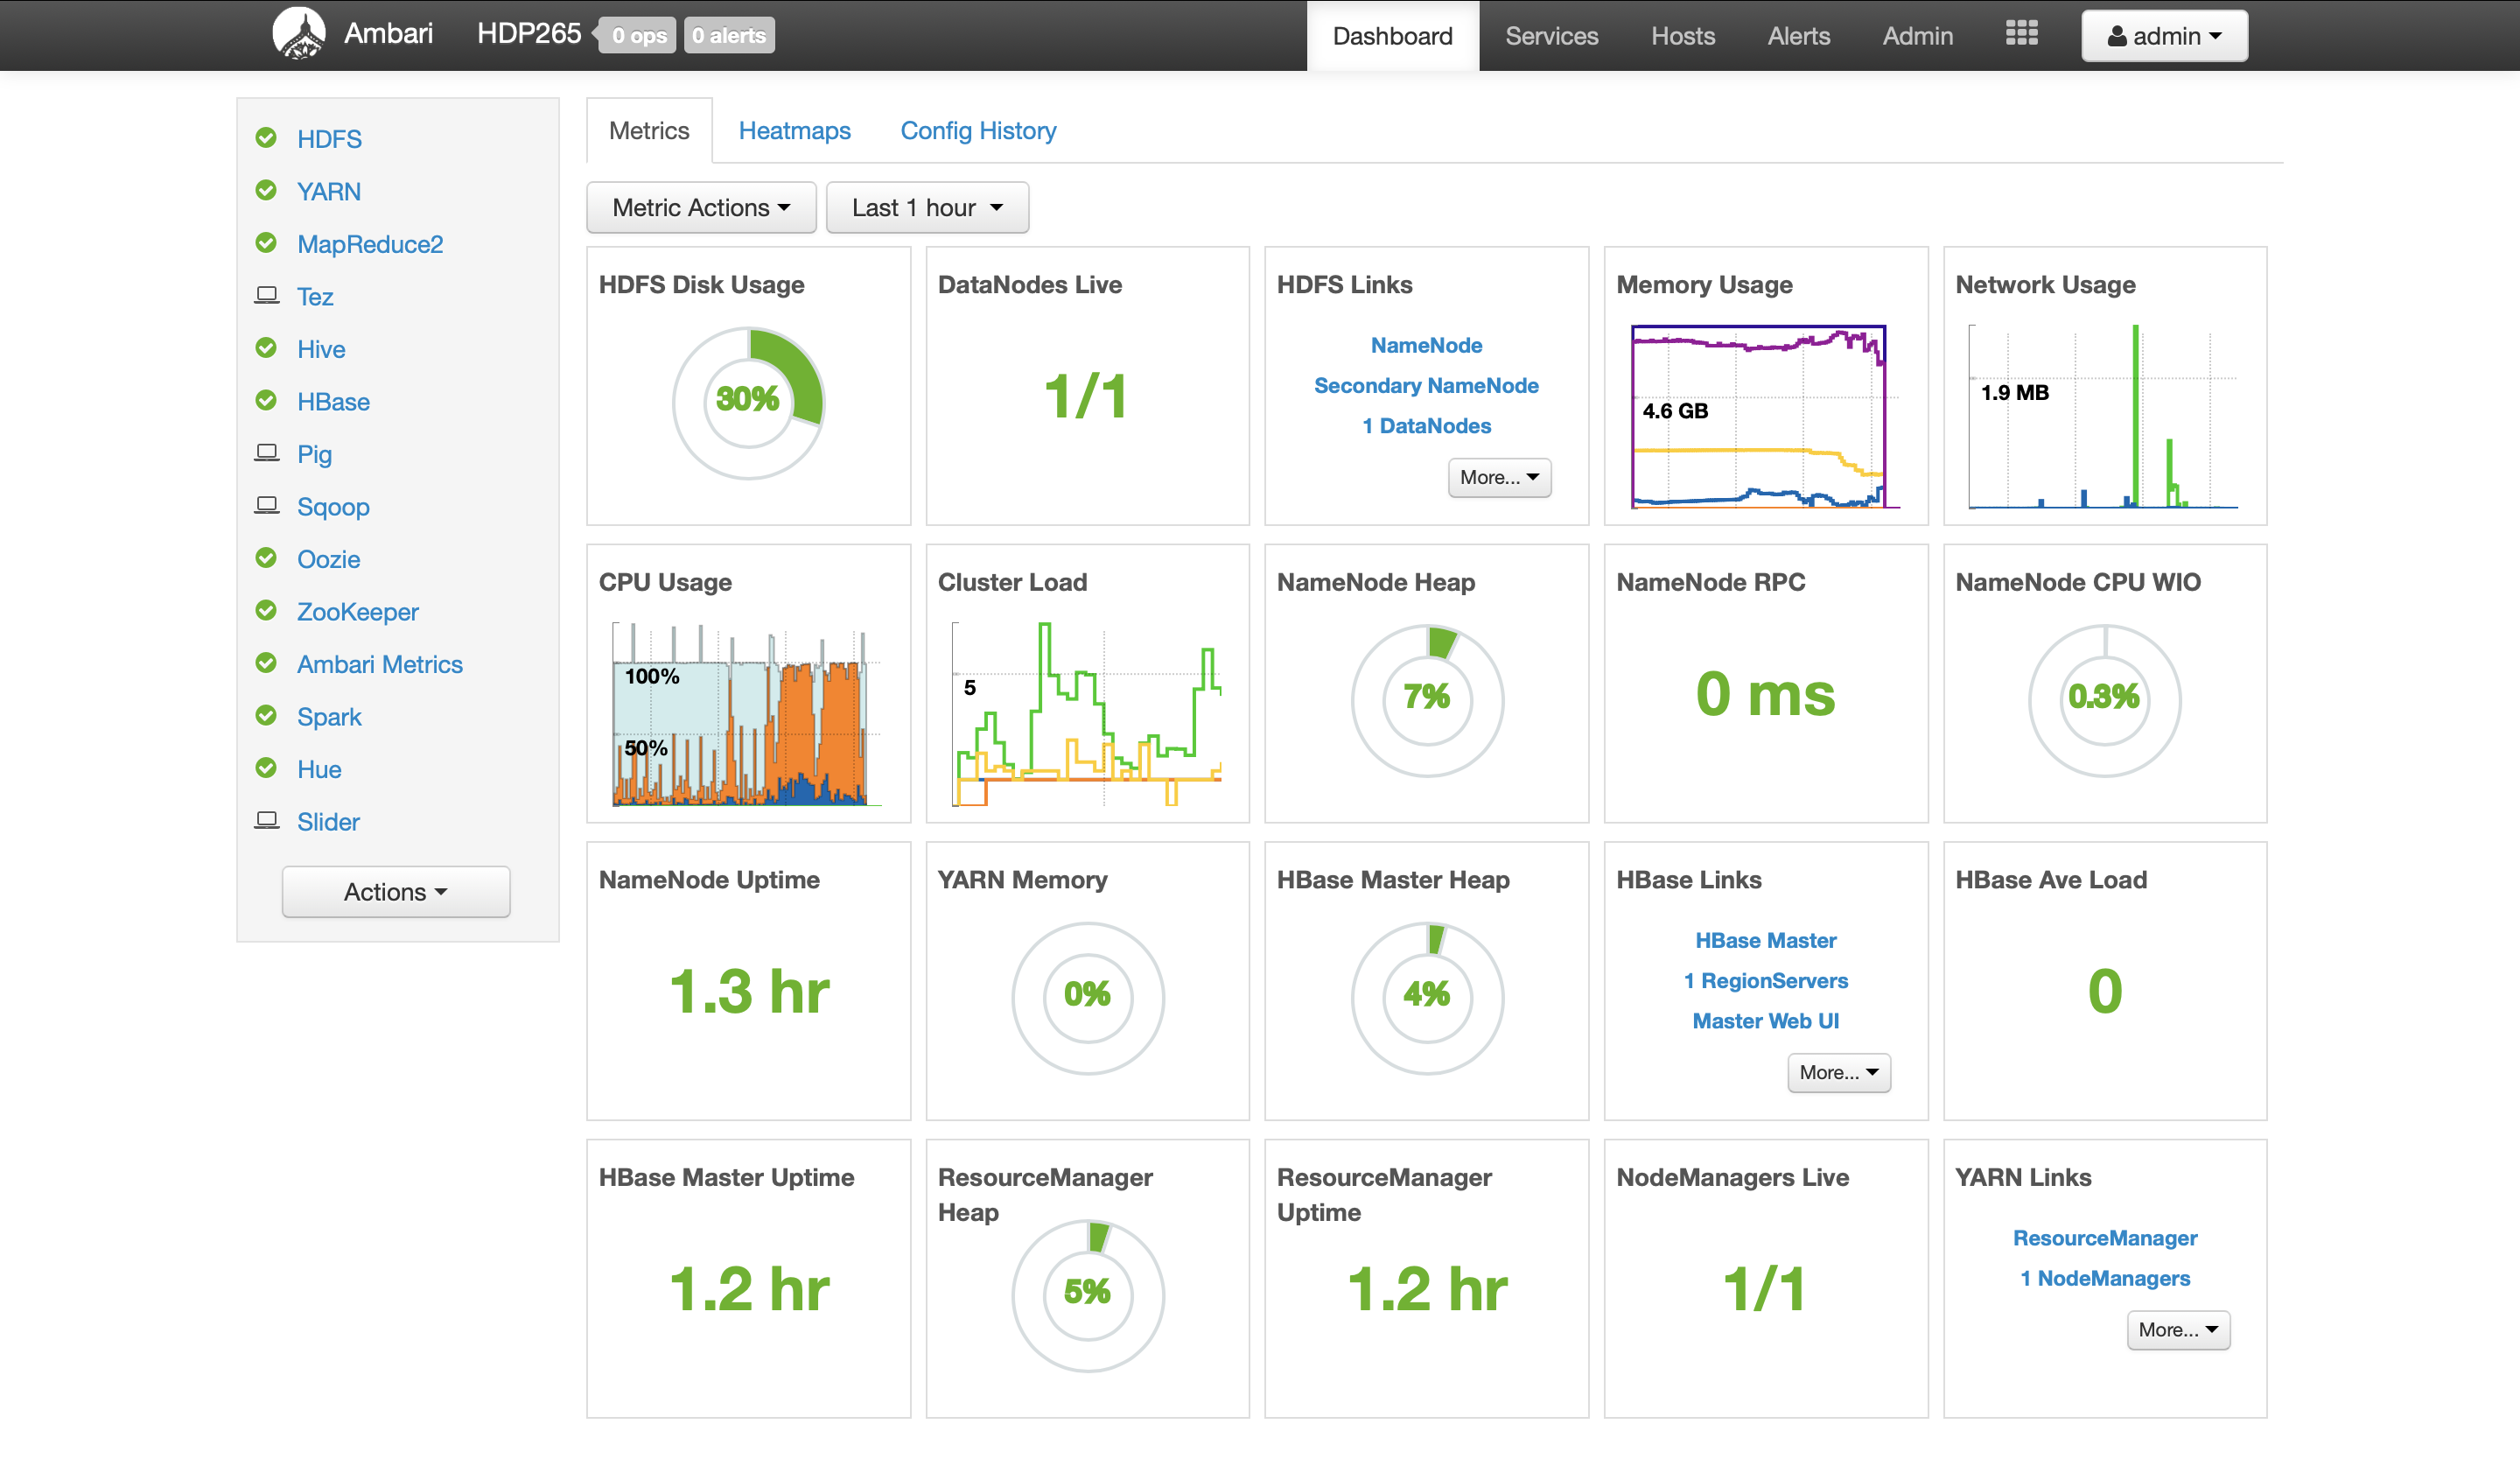 Ambari HDP265 0 ops 0 alerts Dashboard Services Hosts Alerts Admin admin
HDFS
YARN
MapReduce2
Tez
Hive
HBase
Pig
Sqoop
Oozie
ZooKeeper
Ambari Metrics
Spark
Hue
Slider
Actions
Metrics Heatmaps Config History
Metric Actions Last 1 hour
HDFS Disk Usage
30%
DataNodes Live
1/1
HDFS Links
NameNode
Secondary NameNode
1 DataNodes
More...
Memory Usage
4.6 GB
Network Usage
1.9 MB
CPU Usage
100%
50%
Cluster Load
5
NameNode Heap
7%
NameNode RPC
0 ms
NameNode CPU WIO
0.3%
NameNode Uptime
1.3 hr
YARN Memory
0%
HBase Master Heap
4%
HBase Links
HBase Master
1 RegionServers
Master Web UI
More...
HBase Ave Load
0
HBase Master Uptime
1.2 hr
ResourceManager
Heap
5%
ResourceManager
Uptime
1.2 hr
NodeManagers Live
1/1
YARN Links
ResourceManager
1 NodeManagers
More...